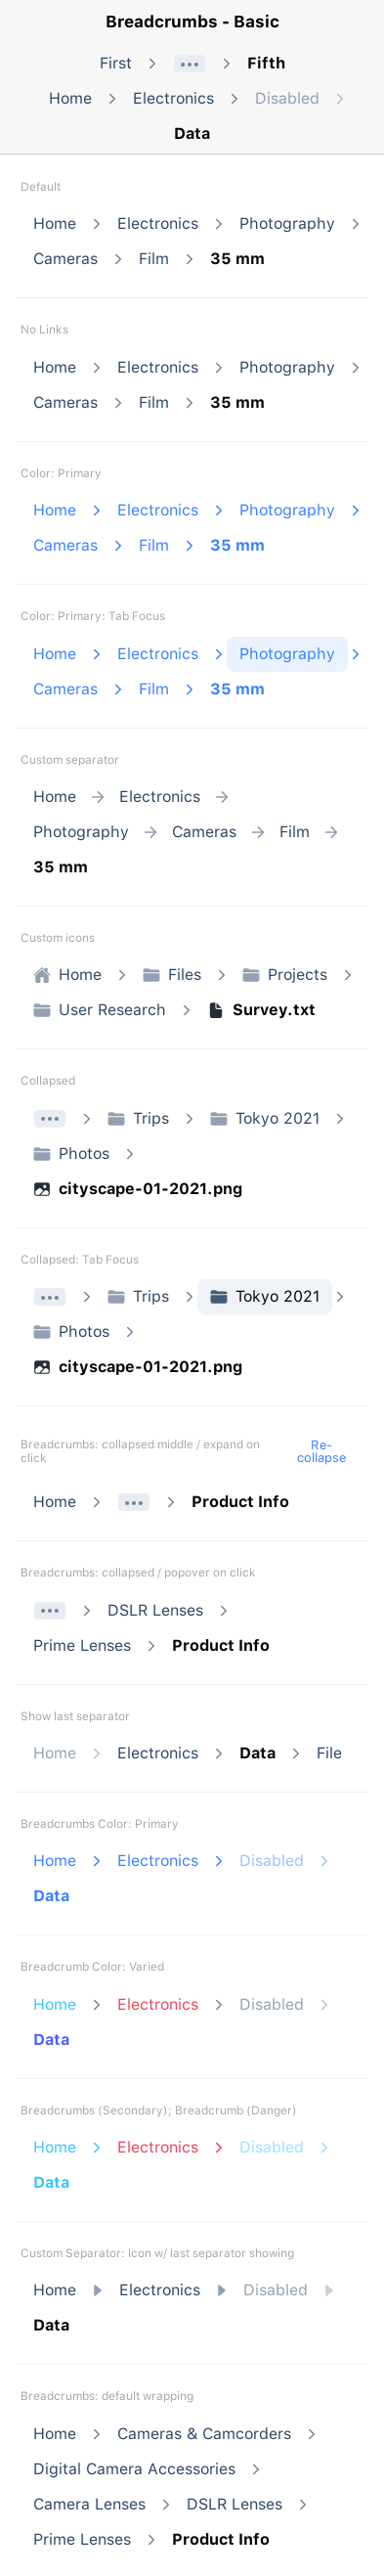 Breadcrumbs - Basic
First Fifth
Home Electronics Disabled
Data
Default
Home Electronics Photography
Cameras Film 35 mm
No Links
Home Electronics Photography
Cameras Film 35 mm
Color: Primary
Home Electronics Photography
Cameras Film 35 mm
Color: Primary: Tab Focus
Home Electronics Photography
Cameras Film 35 mm
Custom separator
Home Electronics
Photography Cameras Film
35 mm
Custom icons
Home Files Projects
User Research Survey.txt
Collapsed
Trips Tokyo 2021
Photos
cityscape-01-2021.png
Collapsed: Tab Focus
Trips Tokyo 2021
Photos
cityscape-01-2021.png
Breadcrumbs: collapsed middle / expand on
click
Re-
collapse
Home Product Info
Breadcrumbs: collapsed / popover on click
DSLR Lenses
Prime Lenses Product Info
Show last separator
Home Electronics Data File
Breadcrumbs Color: Primary
Home Electronics Disabled
Data
Breadcrumb Color: Varied
Home Electronics Disabled
Data
Breadcrumbs (Secondary); Breadcrumb (Danger)
Home Electronics Disabled
Data
Custom Separator: Icon w/ last separator showing
Home Electronics Disabled
Data
Breadcrumbs: default wrapping
Home Cameras & Camcorders
Digital Camera Accessories
Camera Lenses DSLR Lenses
Prime Lenses Product Info